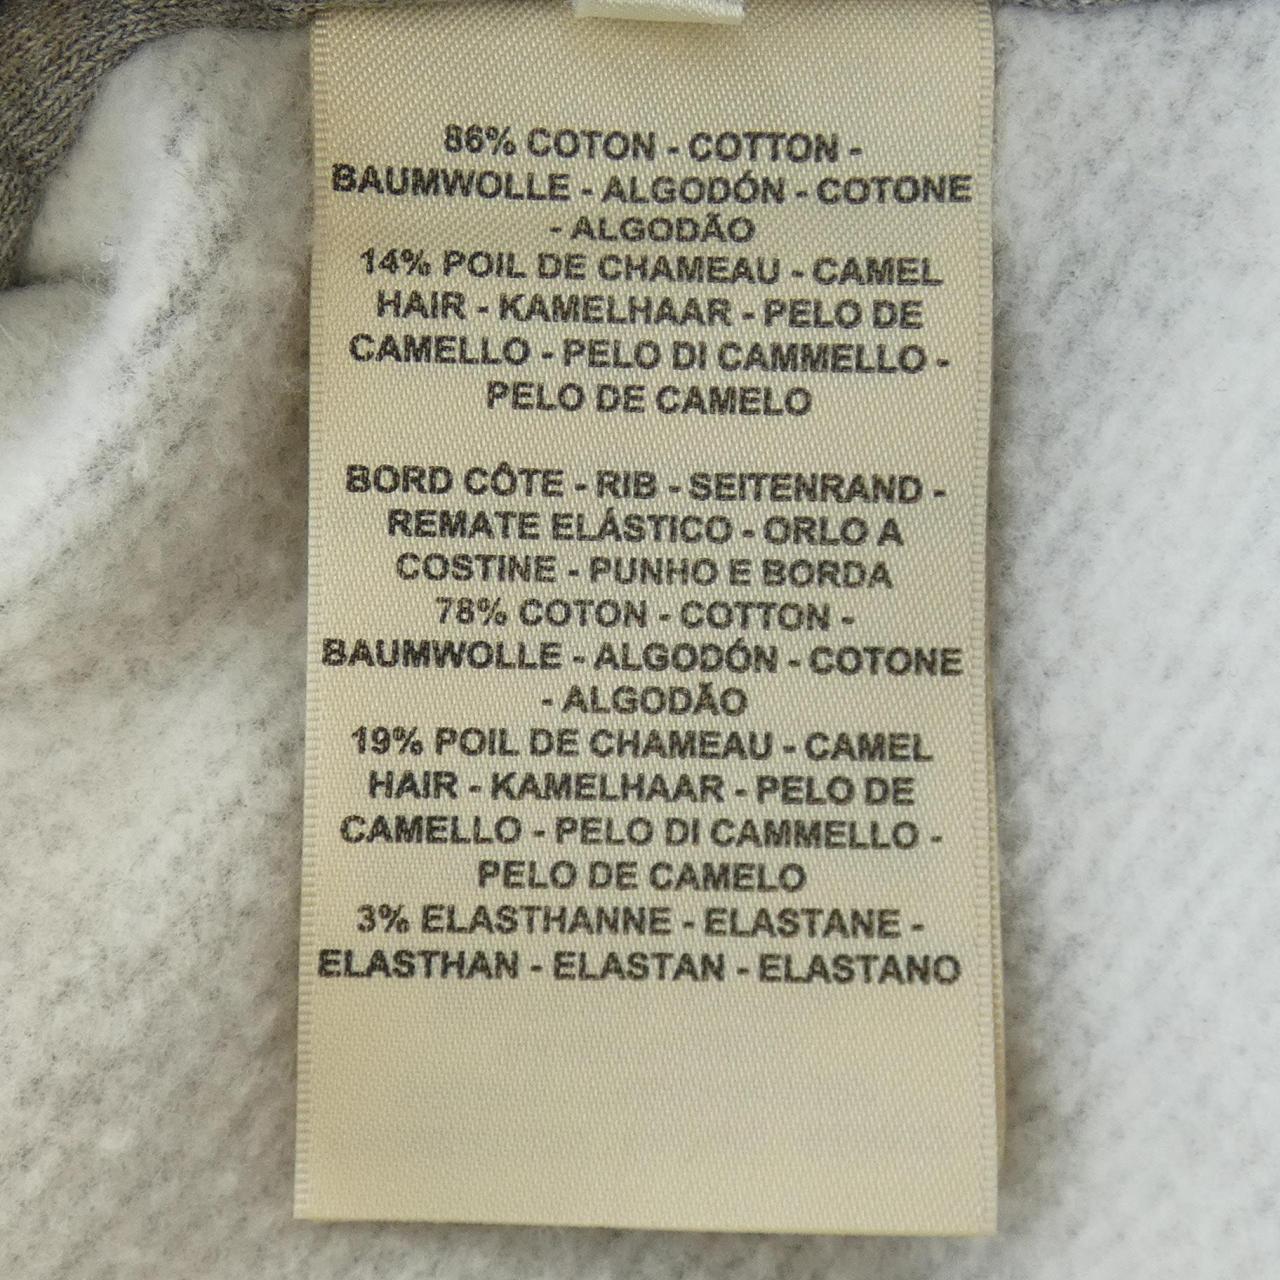 86% COTON - COTTON -
BAUMWOLLE - ALGODÓN - COTONE
- ALGODÃO
14% POIL DE CHAMEAU - CAMEL
HAIR - KAMELHAAR - PELO DE
CAMELLO - PELO DI CAMMELLO -
PELO DE CAMELO
BORD CÔTE - RIB - SEITENRAND -
REMATE ELÁSTICO - ORLO A
COSTINE - PUNHO E BORDA
78% COTON - COTTON -
BAUMWOLLE - ALGODÓN - COTONE
- ALGODÃO
19% POIL DE CHAMEAU - CAMEL
HAIR - KAMELHAAR - PELO DE
CAMELLO - PELO DI CAMMELLO -
PELO DE CAMELO
3% ELASTHANNE - ELASTANE -
ELASTHAN - ELASTAN - ELASTANO